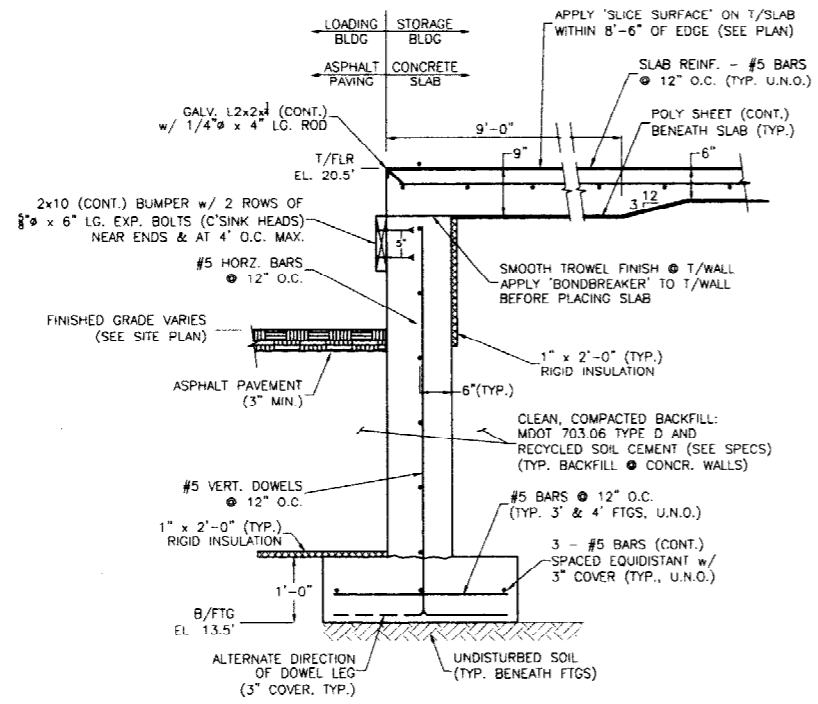 LOADING BLDG
STORAGE BLDG
ASPHALT PAVING
CONCRETE SLAB
APPLY 'SLICE SURFACE' ON T/SLAB
WITHIN 8'-6" OF EDGE (SEE PLAN)
SLAB REINF. - #5 BARS
@ 12" O.C. (TYP. U.N.O.)
POLY SHEET (CONT.)
BENEATH SLAB (TYP.)
GALV. L2x2x¼ (CONT.)
w/ 1/4"ø x 4" LG. ROD
9'-0"
9"
6"
T/FLR
EL. 20.5'
12
3
2x10 (CONT.) BUMPER w/ 2 ROWS OF
⅝"ø x 6" LG. EXP. BOLTS (C'SINK HEADS)
NEAR ENDS & AT 4' O.C. MAX.
5"
#5 HORZ. BARS
@ 12" O.C.
SMOOTH TROWEL FINISH @ T/WALL
APPLY 'BONDBREAKER' TO T/WALL
BEFORE PLACING SLAB
FINISHED GRADE VARIES
(SEE SITE PLAN)
1" x 2'-0" (TYP.)
RIGID INSULATION
ASPHALT PAVEMENT
(3" MIN.)
6"(TYP.)
CLEAN, COMPACTED BACKFILL:
MDOT 703.06 TYPE D AND
RECYCLED SOIL CEMENT (SEE SPECS)
(TYP. BACKFILL @ CONCR. WALLS)
#5 VERT. DOWELS
@ 12" O.C.
#5 BARS @ 12" O.C.
(TYP. 3' & 4' FTGS, U.N.O.)
1" x 2'-0" (TYP.)
RIGID INSULATION
3 - #5 BARS (CONT.)
SPACED EQUIDISTANT w/
3" COVER (TYP., U.N.O.)
1'-0"
B/FTG
EL 13.5'
ALTERNATE DIRECTION
OF DOWEL LEG
(3" COVER, TYP.)
UNDISTURBED SOIL
(TYP. BENEATH FTGS)